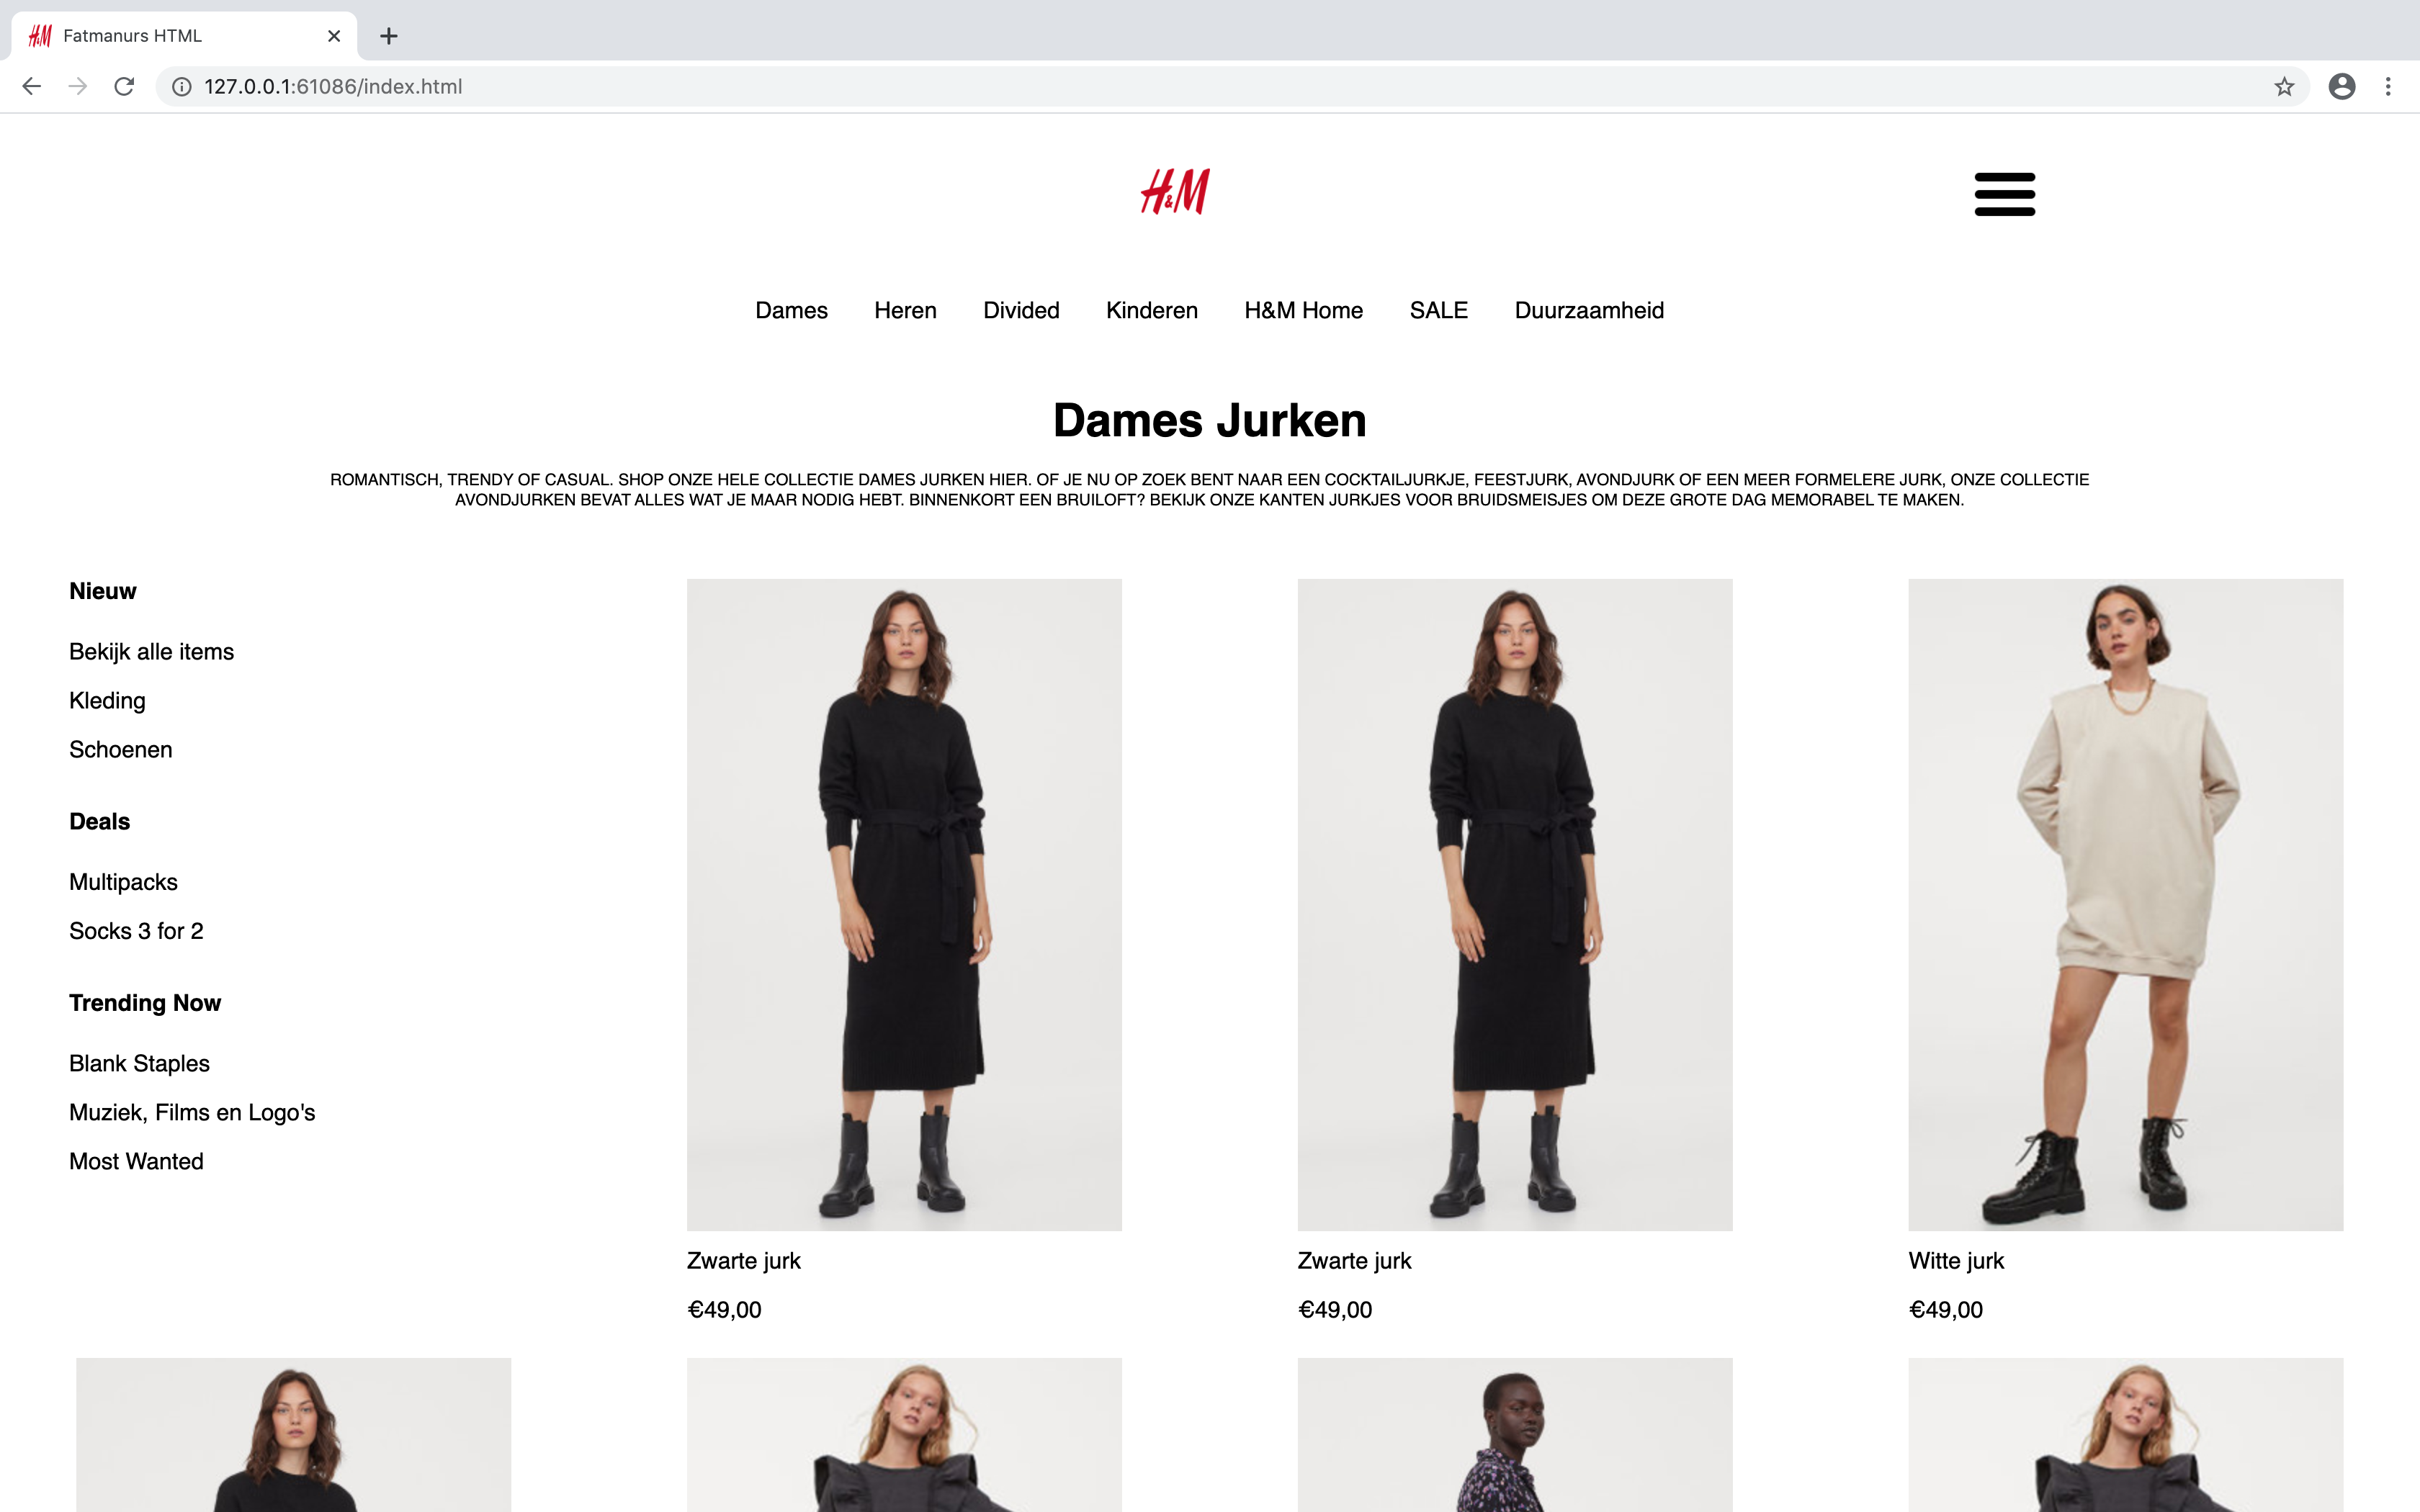 H&M Fatmanurs HTML
127.0.0.1:61086/index.html
H&M
Dames Heren Divided Kinderen H&M Home SALE Duurzaamheid
Dames Jurken
ROMANTISCH, TRENDY OF CASUAL. SHOP ONZE HELE COLLECTIE DAMES JURKEN HIER. OF JE NU OP ZOEK BENT NAAR EEN COCKTAILJURKJE, FEESTJURK, AVONDJURK OF EEN MEER FORMELERE JURK, ONZE COLLECTIE
AVONDJURKEN BEVAT ALLES WAT JE MAAR NODIG HEBT. BINNENKORT EEN BRUILOFT? BEKIJK ONZE KANTEN JURKJES VOOR BRUIDSMEISJES OM DEZE GROTE DAG MEMORABEL TE MAKEN.
Nieuw
Bekijk alle items
Kleding
Schoenen
Deals
Multipacks
Socks 3 for 2
Trending Now
Blank Staples
Muziek, Films en Logo's
Most Wanted
Zwarte jurk
€49,00
Zwarte jurk
€49,00
Witte jurk
€49,00